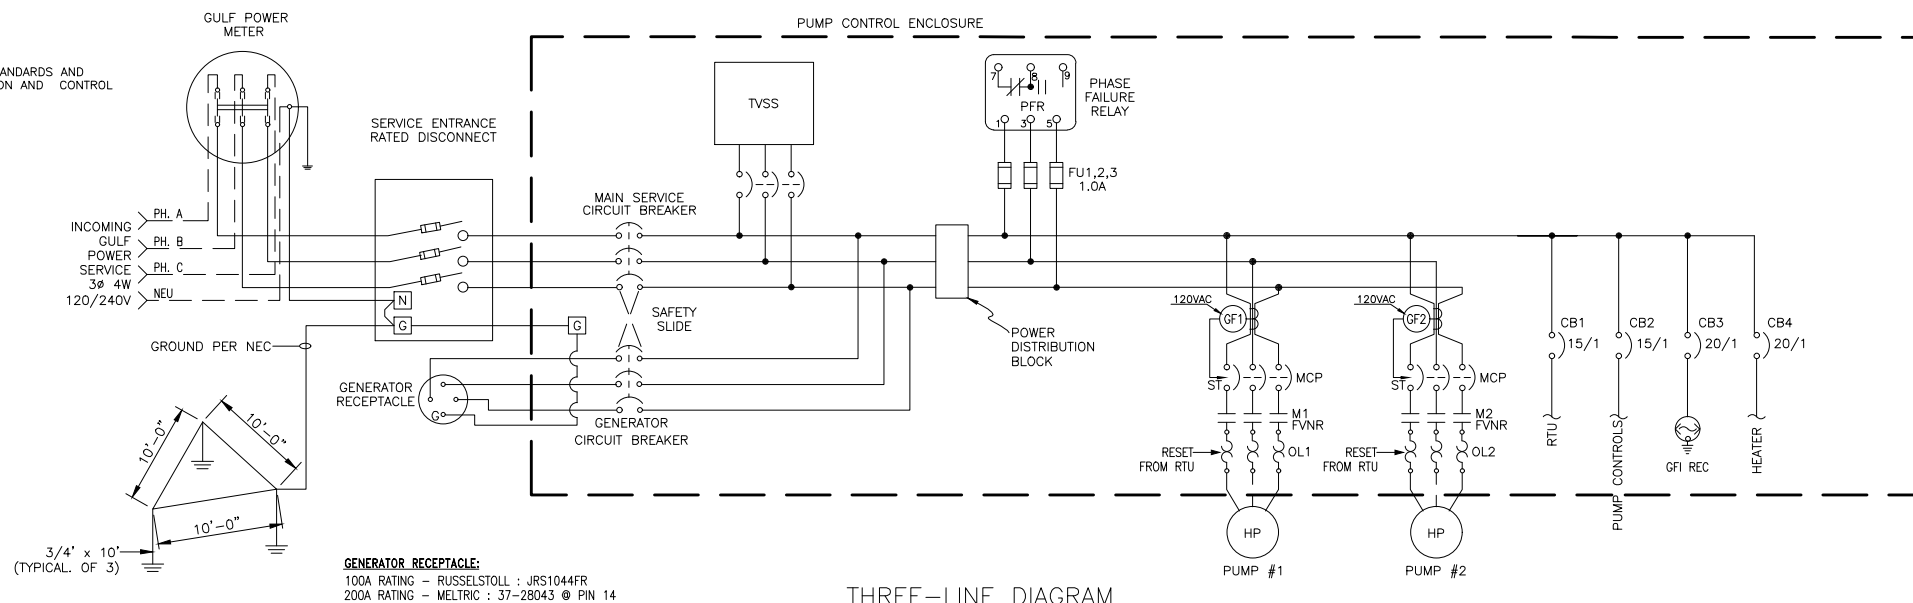 GULF POWER
METER
PUMP CONTROL ENCLOSURE
ANDARDS AND
ON AND CONTROL
SERVICE ENTRANCE
RATED DISCONNECT
TVSS
7
8
9
PFR
1
3
5
PHASE
FAILURE
RELAY
FU1,2,3
1.0A
MAIN SERVICE
CIRCUIT BREAKER
INCOMING
GULF
POWER
SERVICE
3ø 4W
120/240V
PH. A
PH. B
PH. C
NEU
N
G
G
SAFETY
SLIDE
POWER
DISTRIBUTION
BLOCK
GROUND PER NEC
GENERATOR
RECEPTACLE
G
GENERATOR
CIRCUIT BREAKER
120VAC
GF1
ST
MCP
M1
FVNR
RESET
FROM RTU
OL1
HP
PUMP #1
120VAC
GF2
ST
MCP
M2
FVNR
RESET
FROM RTU
OL2
HP
PUMP #2
CB1
15/1
RTU
CB2
15/1
PUMP CONTROLS
CB3
20/1
GFI REC
CB4
20/1
HEATER
10'-0"
10'-0"
10'-0"
3/4' x 10'
(TYPICAL. OF 3)
GENERATOR RECEPTACLE:
100A RATING - RUSSELSTOLL : JRS1044FR
200A RATING - MELTRIC : 37-28043 @ PIN 14
THREE-LINE DIAGRAM